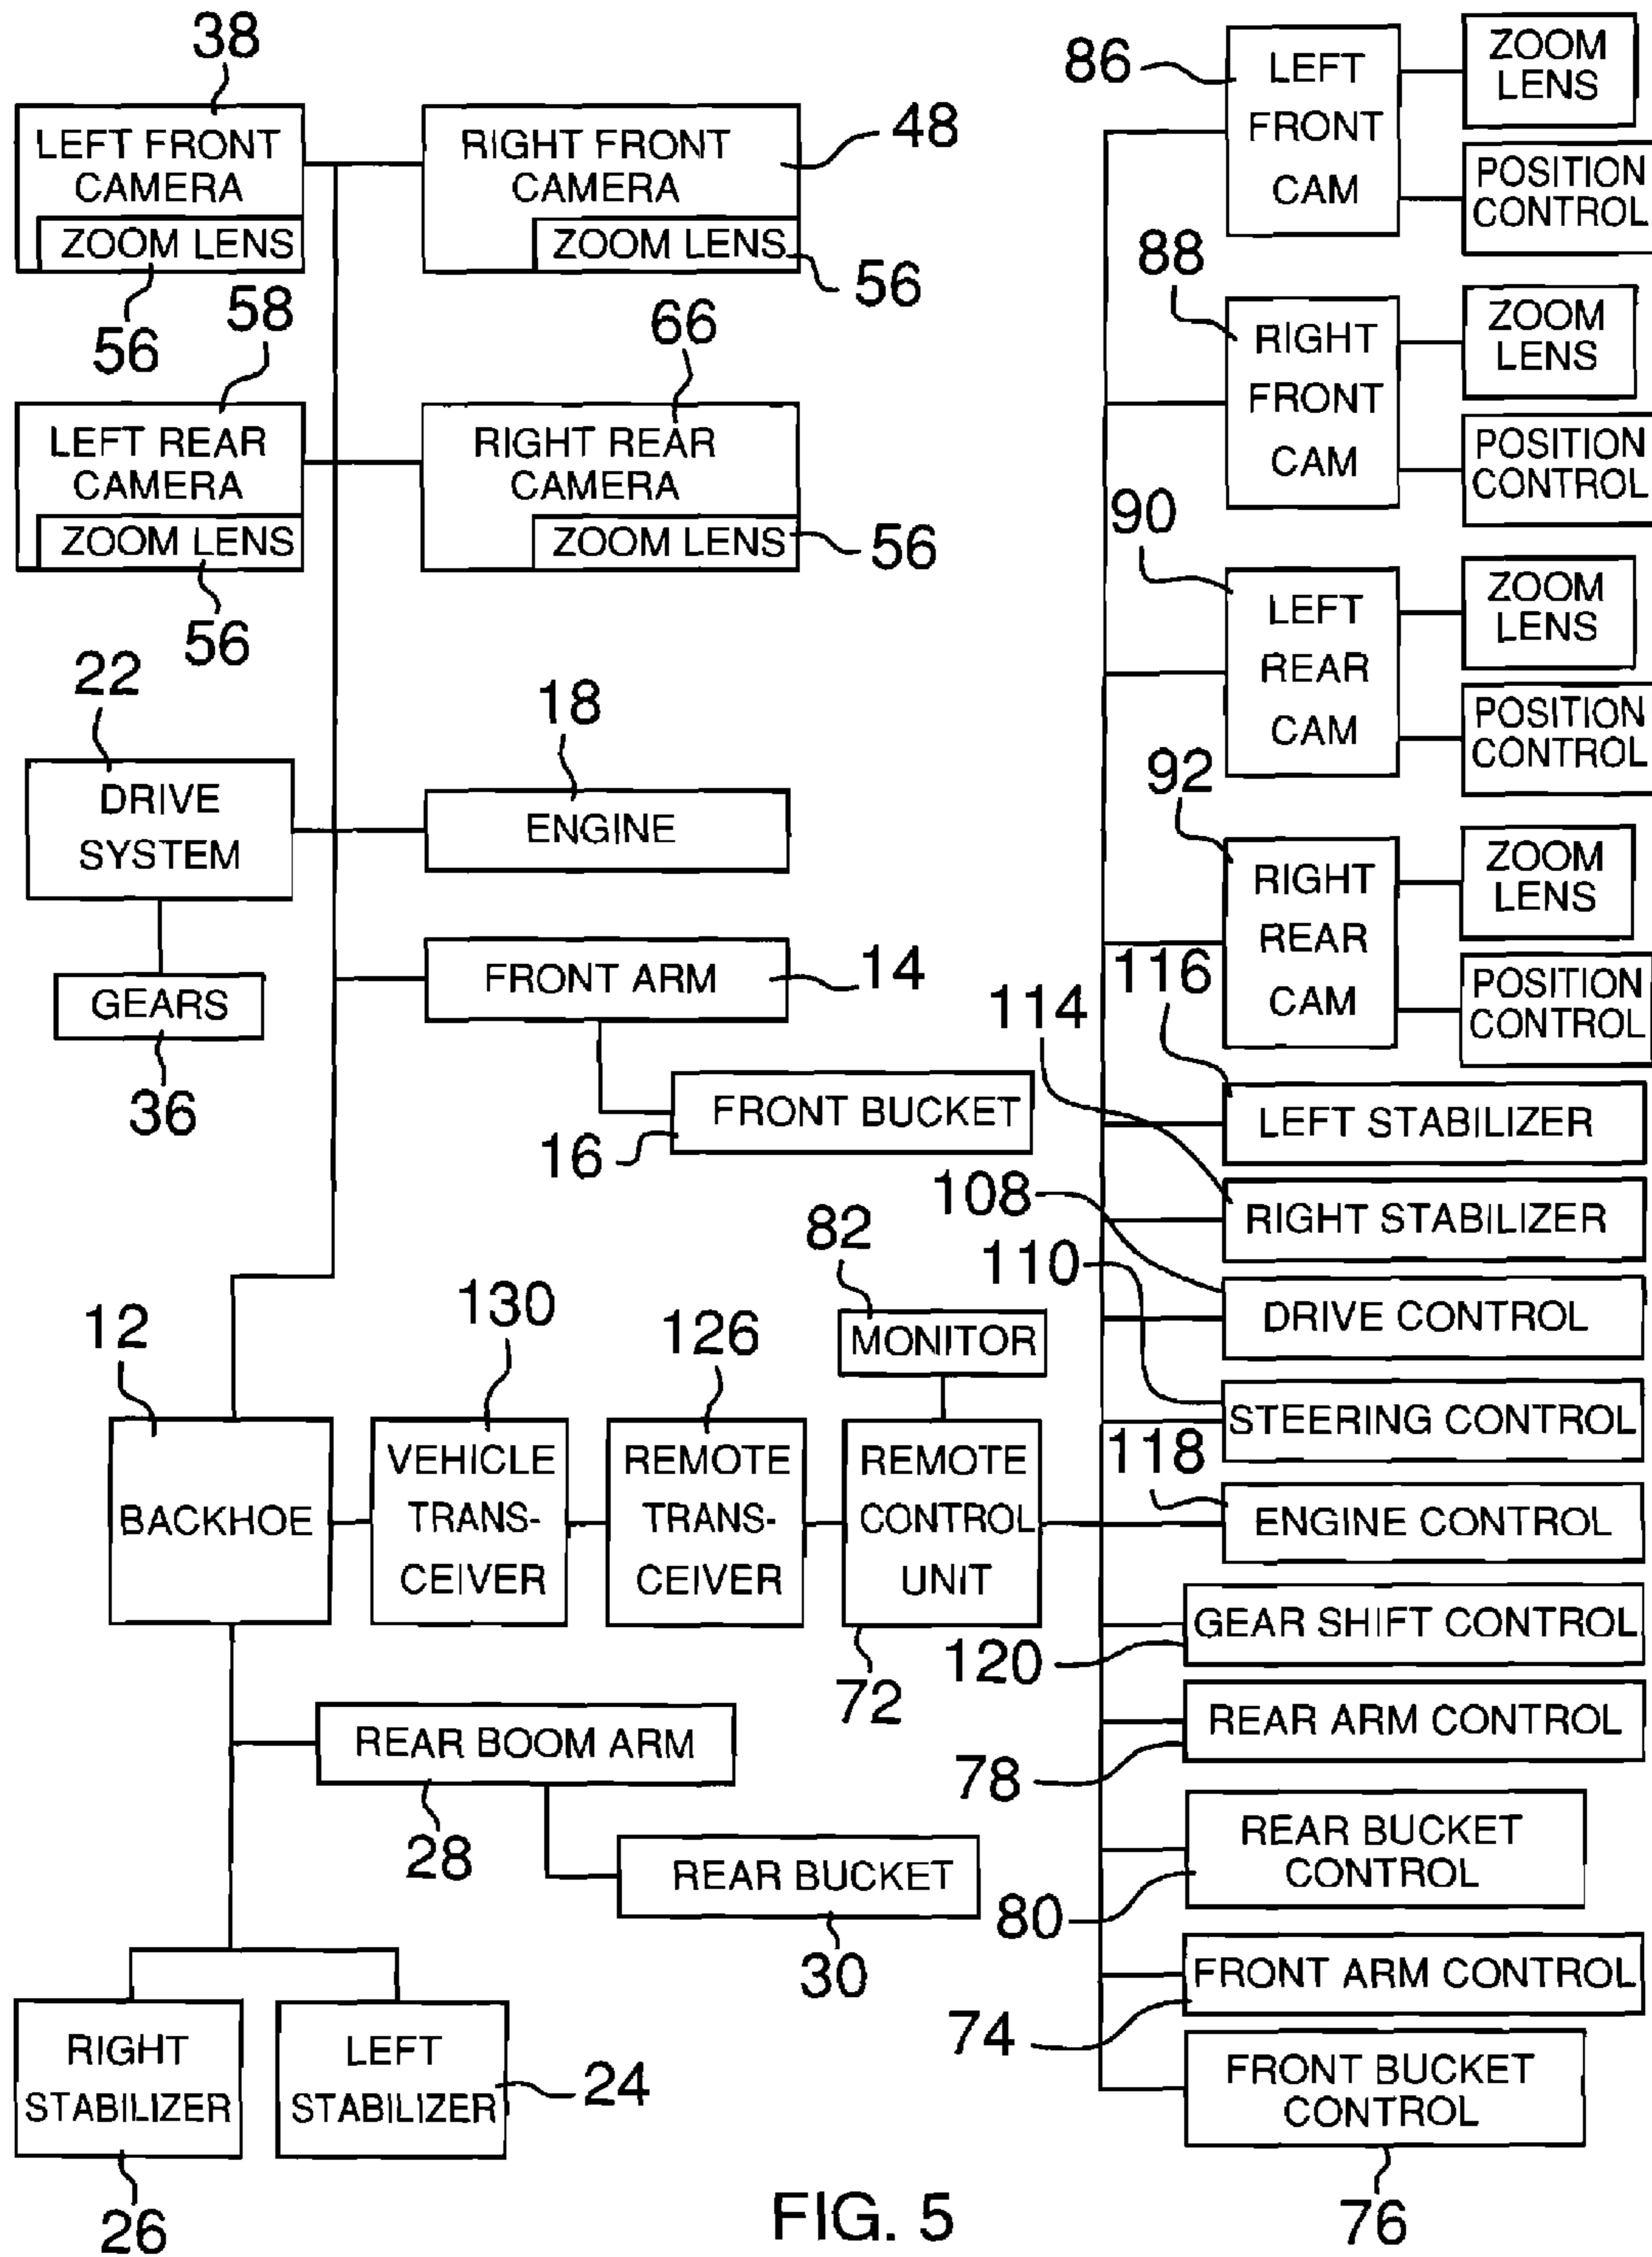 38
LEFT FRONT
CAMERA
ZOOM LENS
56
RIGHT FRONT
CAMERA
ZOOM LENS
48
56
58
LEFT REAR
CAMERA
ZOOM LENS
56
66
RIGHT REAR
CAMERA
ZOOM LENS
56
22
DRIVE
SYSTEM
18
ENGINE
GEARS
36
FRONT ARM
14
FRONT BUCKET
16
12
BACKHOE
130
VEHICLE
TRANS-
CEIVER
126
REMOTE
TRANS-
CEIVER
82
MONITOR
REMOTE
CONTROL
UNIT
72
REAR BOOM ARM
28
REAR BUCKET
30
RIGHT
STABILIZER
26
LEFT
STABILIZER
24
86
LEFT
FRONT
CAM
ZOOM
LENS
POSITION
CONTROL
88
RIGHT
FRONT
CAM
ZOOM
LENS
POSITION
CONTROL
90
LEFT
REAR
CAM
ZOOM
LENS
POSITION
CONTROL
92
RIGHT
REAR
CAM
ZOOM
LENS
POSITION
CONTROL
116
LEFT STABILIZER
114
RIGHT STABILIZER
108
DRIVE CONTROL
110
STEERING CONTROL
118
ENGINE CONTROL
GEAR SHIFT CONTROL
120
REAR ARM CONTROL
78
REAR BUCKET
CONTROL
80
FRONT ARM CONTROL
74
FRONT BUCKET
CONTROL
76
FIG. 5